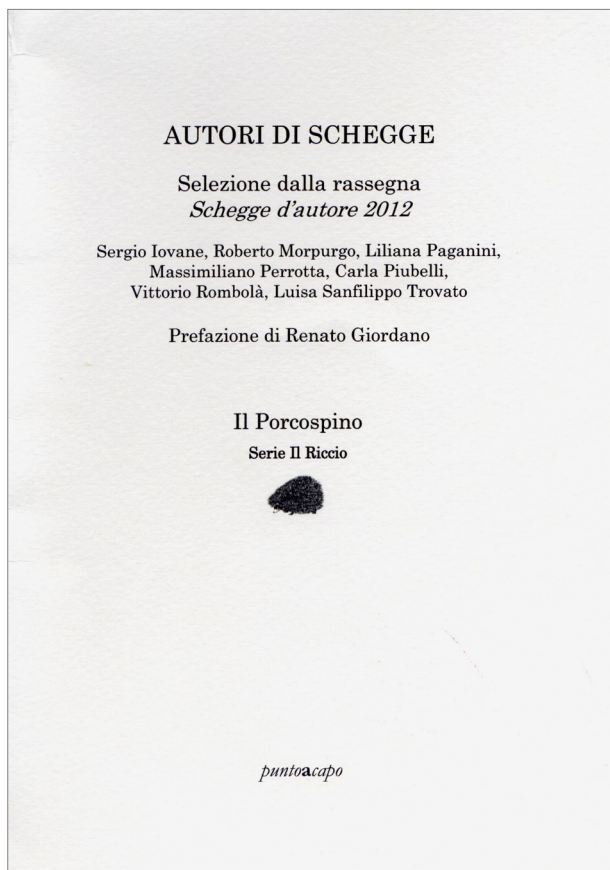 AUTORI DI SCHEGGE
Selezione dalla rassegna
Schegge d'autore 2012
Sergio Iovane, Roberto Morpurgo, Liliana Paganini,
Massimiliano Perrotta, Carla Piubelli,
Vittorio Rombolà, Luisa Sanfilippo Trovato
Prefazione di Renato Giordano
Il Porcospino
Serie Il Riccio
puntoacapo